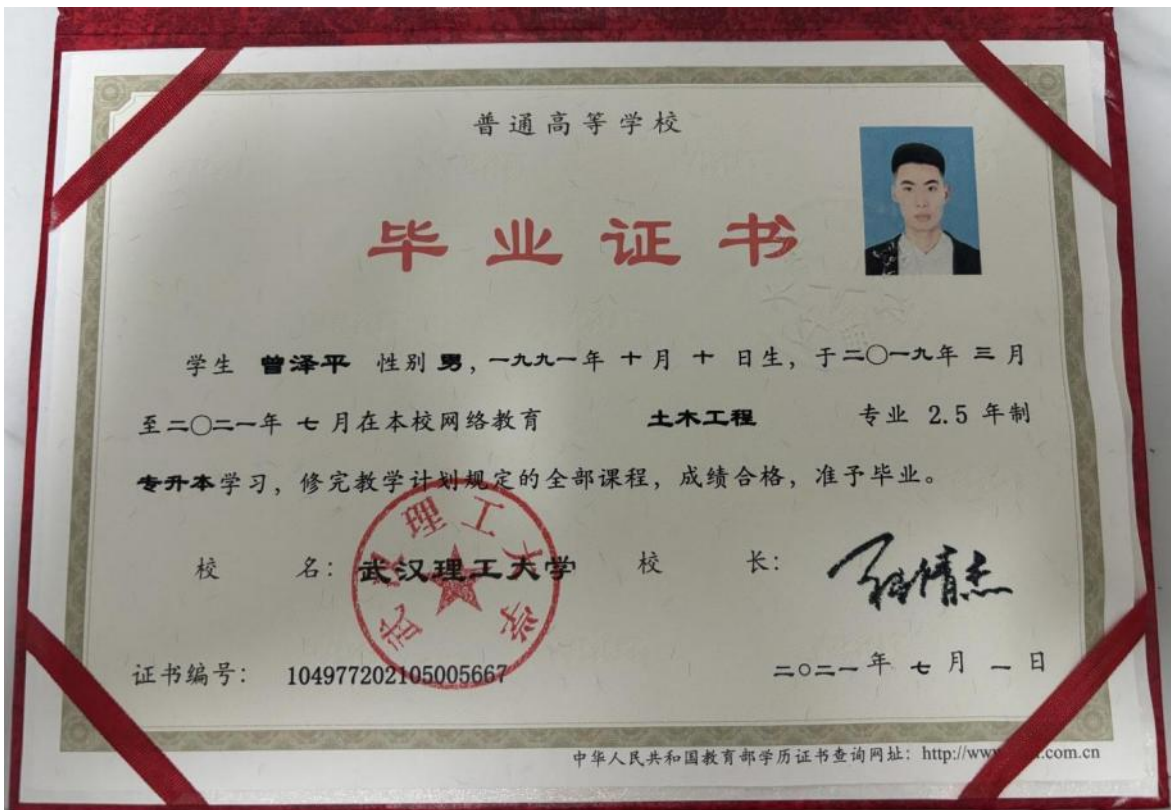 普通高等学校
毕业证书
学生 曾泽平 性别 男，一九九一年 十月 十 日生，于二〇一九年 三 月
至二〇二一年 七月在本校网络教育 土木工程 专业 2.5 年制
专升本学习，修完教学计划规定的全部课程，成绩合格，准予毕业。
校 名：武汉理工大学 校 长：
武汉理工大学
证书编号： 104977202105005667 二〇二一年 七月 一 日
中华人民共和国教育部学历证书查询网址：http://www .com.cn